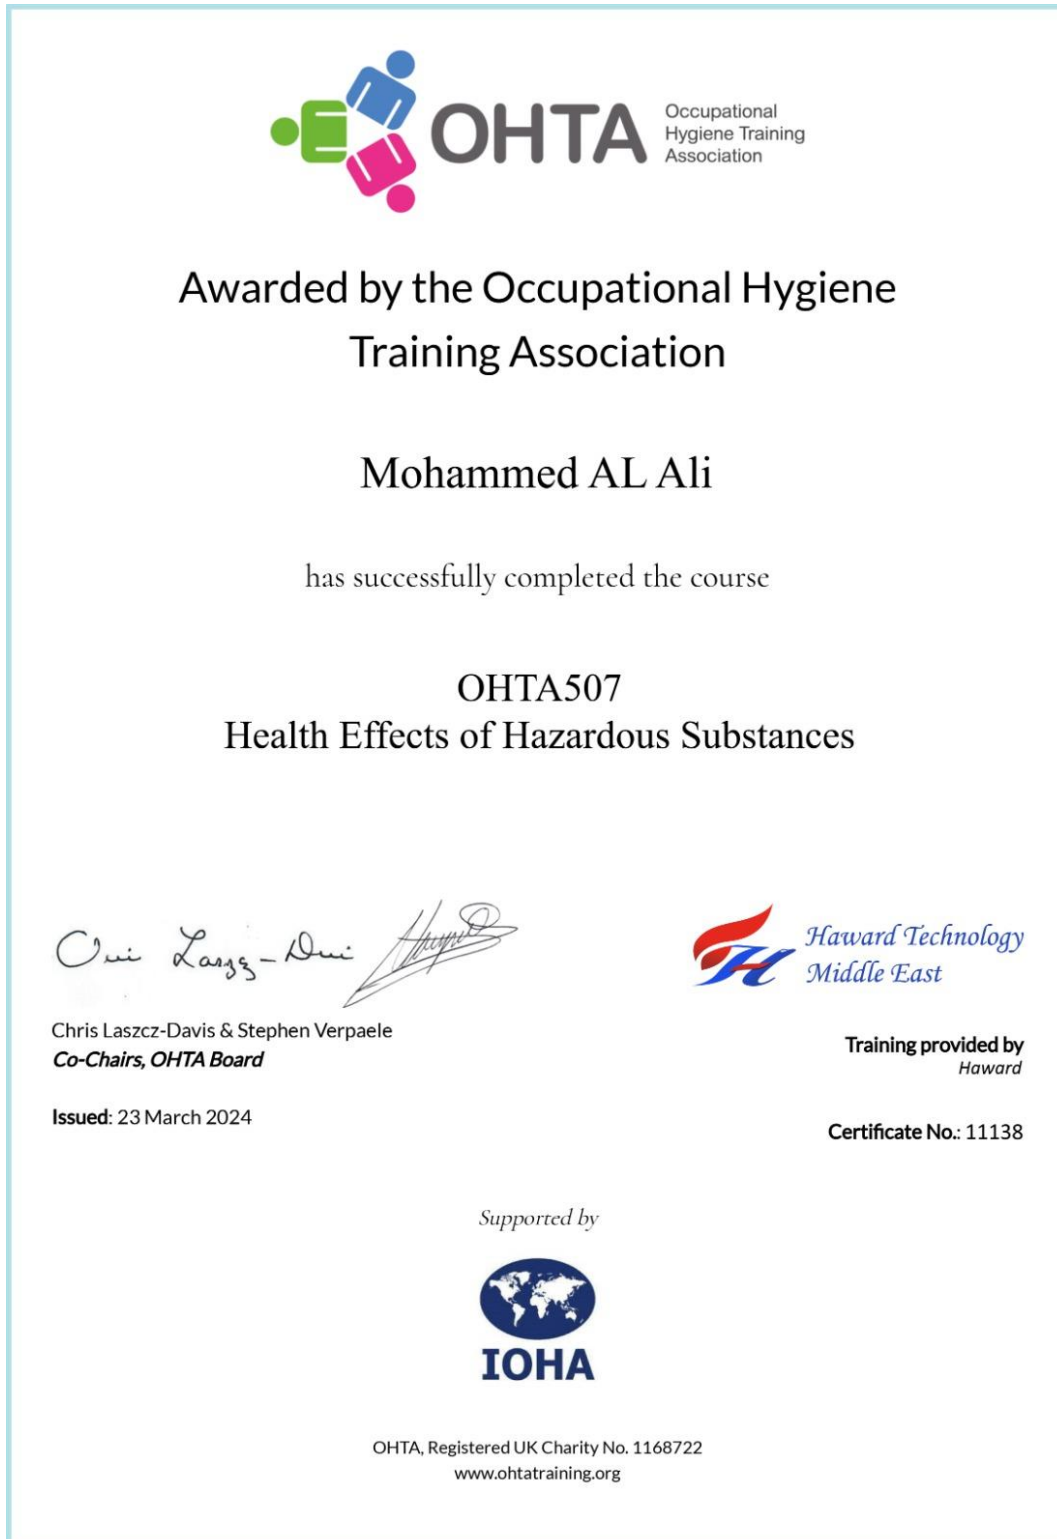 OHTA
Occupational
Hygiene Training
Association
Awarded by the Occupational Hygiene
Training Association
Mohammed AL Ali
has successfully completed the course
OHTA507
Health Effects of Hazardous Substances
Haward Technology
Middle East
Chris Laszcz-Davis & Stephen Verpaele
Co-Chairs, OHTA Board
Issued: 23 March 2024
Training provided by
Haward
Certificate No.: 11138
Supported by
IOHA
OHTA, Registered UK Charity No. 1168722
www.ohtatraining.org